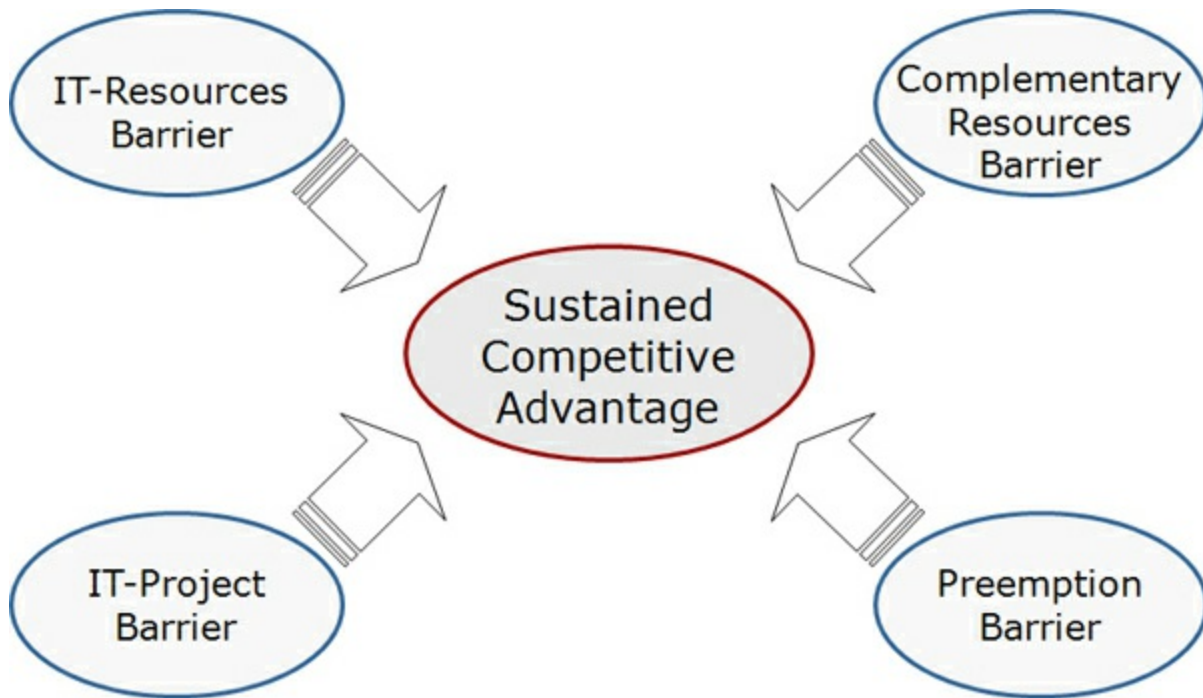 IT-Resources
Barrier
Complementary
Resources
Barrier
Sustained
Competitive
Advantage
IT-Project
Barrier
Preemption
Barrier